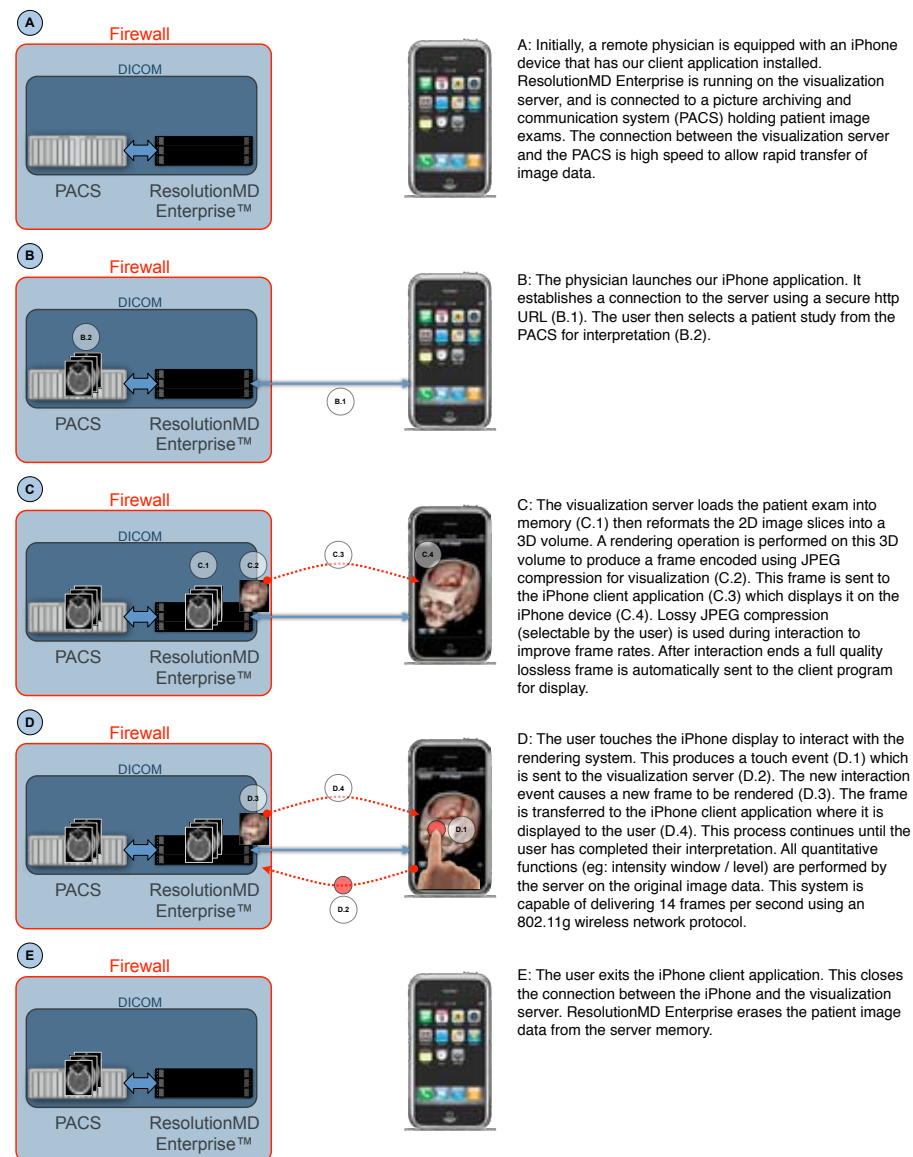 A
Firewall
DICOM
PACS
ResolutionMD
Enterprise™
A: Initially, a remote physician is equipped with an iPhone
device that has our client application installed.
ResolutionMD Enterprise is running on the visualization
server, and is connected to a picture archiving and
communication system (PACS) holding patient image
exams. The connection between the visualization server
and the PACS is high speed to allow rapid transfer of
image data.
B
Firewall
DICOM
B.2
PACS
ResolutionMD
Enterprise™
B.1
B: The physician launches our iPhone application. It
establishes a connection to the server using a secure http
URL (B.1). The user then selects a patient study from the
PACS for interpretation (B.2).
C
Firewall
DICOM
C.1
C.2
C.3
C.4
PACS
ResolutionMD
Enterprise™
C: The visualization server loads the patient exam into
memory (C.1) then reformats the 2D image slices into a
3D volume. A rendering operation is performed on this 3D
volume to produce a frame encoded using JPEG
compression for visualization (C.2). This frame is sent to
the iPhone client application (C.3) which displays it on the
iPhone device (C.4). Lossy JPEG compression
(selectable by the user) is used during interaction to
improve frame rates. After interaction ends a full quality
lossless frame is automatically sent to the client program
for display.
D
Firewall
DICOM
D.3
D.4
D.1
PACS
ResolutionMD
Enterprise™
D.2
D: The user touches the iPhone display to interact with the
rendering system. This produces a touch event (D.1) which
is sent to the visualization server (D.2). The new interaction
event causes a new frame to be rendered (D.3). The frame
is transferred to the iPhone client application where it is
displayed to the user (D.4). This process continues until the
user has completed their interpretation. All quantitative
functions (eg: intensity window / level) are performed by
the server on the original image data. This system is
capable of delivering 14 frames per second using an
802.11g wireless network protocol.
E
Firewall
DICOM
PACS
ResolutionMD
Enterprise™
E: The user exits the iPhone client application. This closes
the connection between the iPhone and the visualization
server. ResolutionMD Enterprise erases the patient image
data from the server memory.